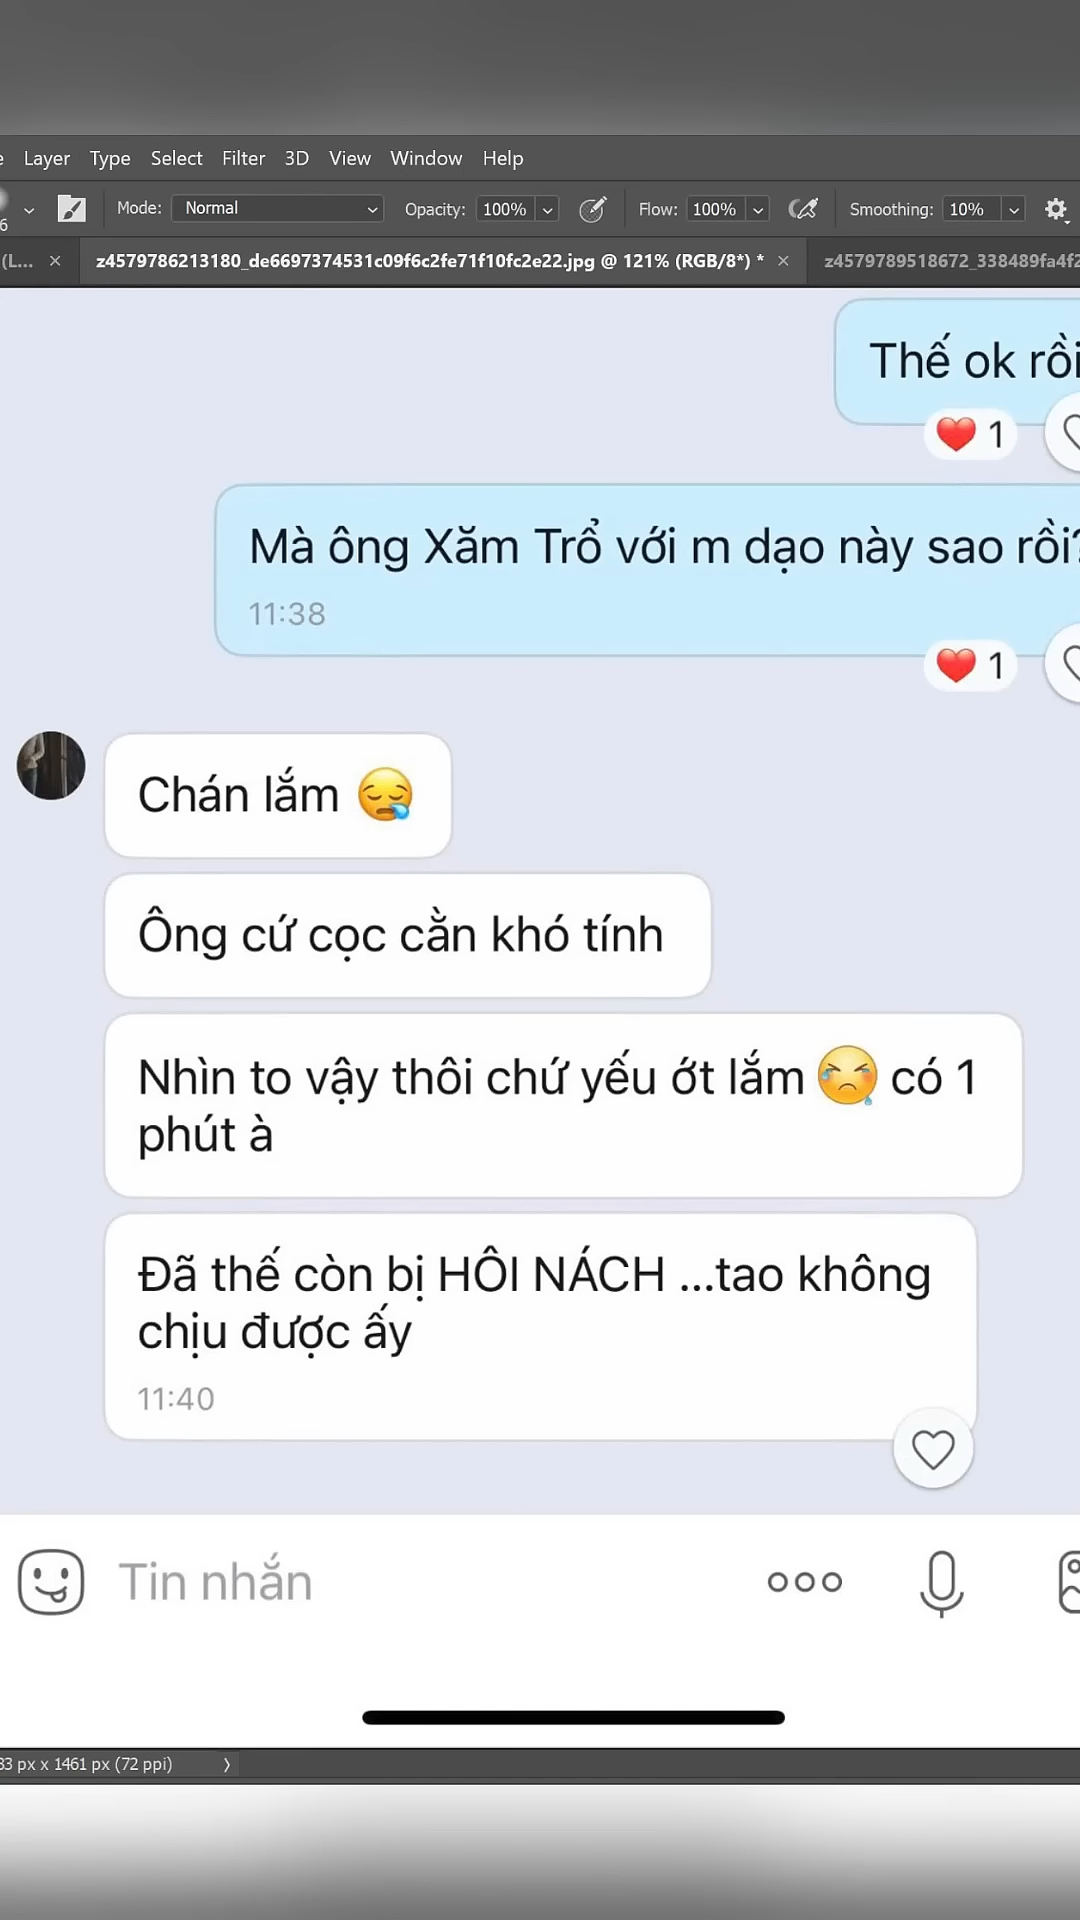 Layer Type Select Filter 3D View Window Help
6 Mode: Normal Opacity: 100% Flow: 100% Smoothing: 10%
(L... × z4579786213180_de6697374531c09f6c2fe71f10fc2e22.jpg @ 121% (RGB/8*) * × z4579789518672_338489fa4f2
Thế ok rồi
1
Mà ông Xăm Trổ với m dạo này sao rồi?
11:38
1
Chán lắm 😪
Ông cứ cọc cằn khó tính
Nhìn to vậy thôi chứ yếu ớt lắm 😭 có 1
phút à
Đã thế còn bị HÔI NÁCH ...tao không
chịu được ấy
11:40
Tin nhắn
33 px x 1461 px (72 ppi)